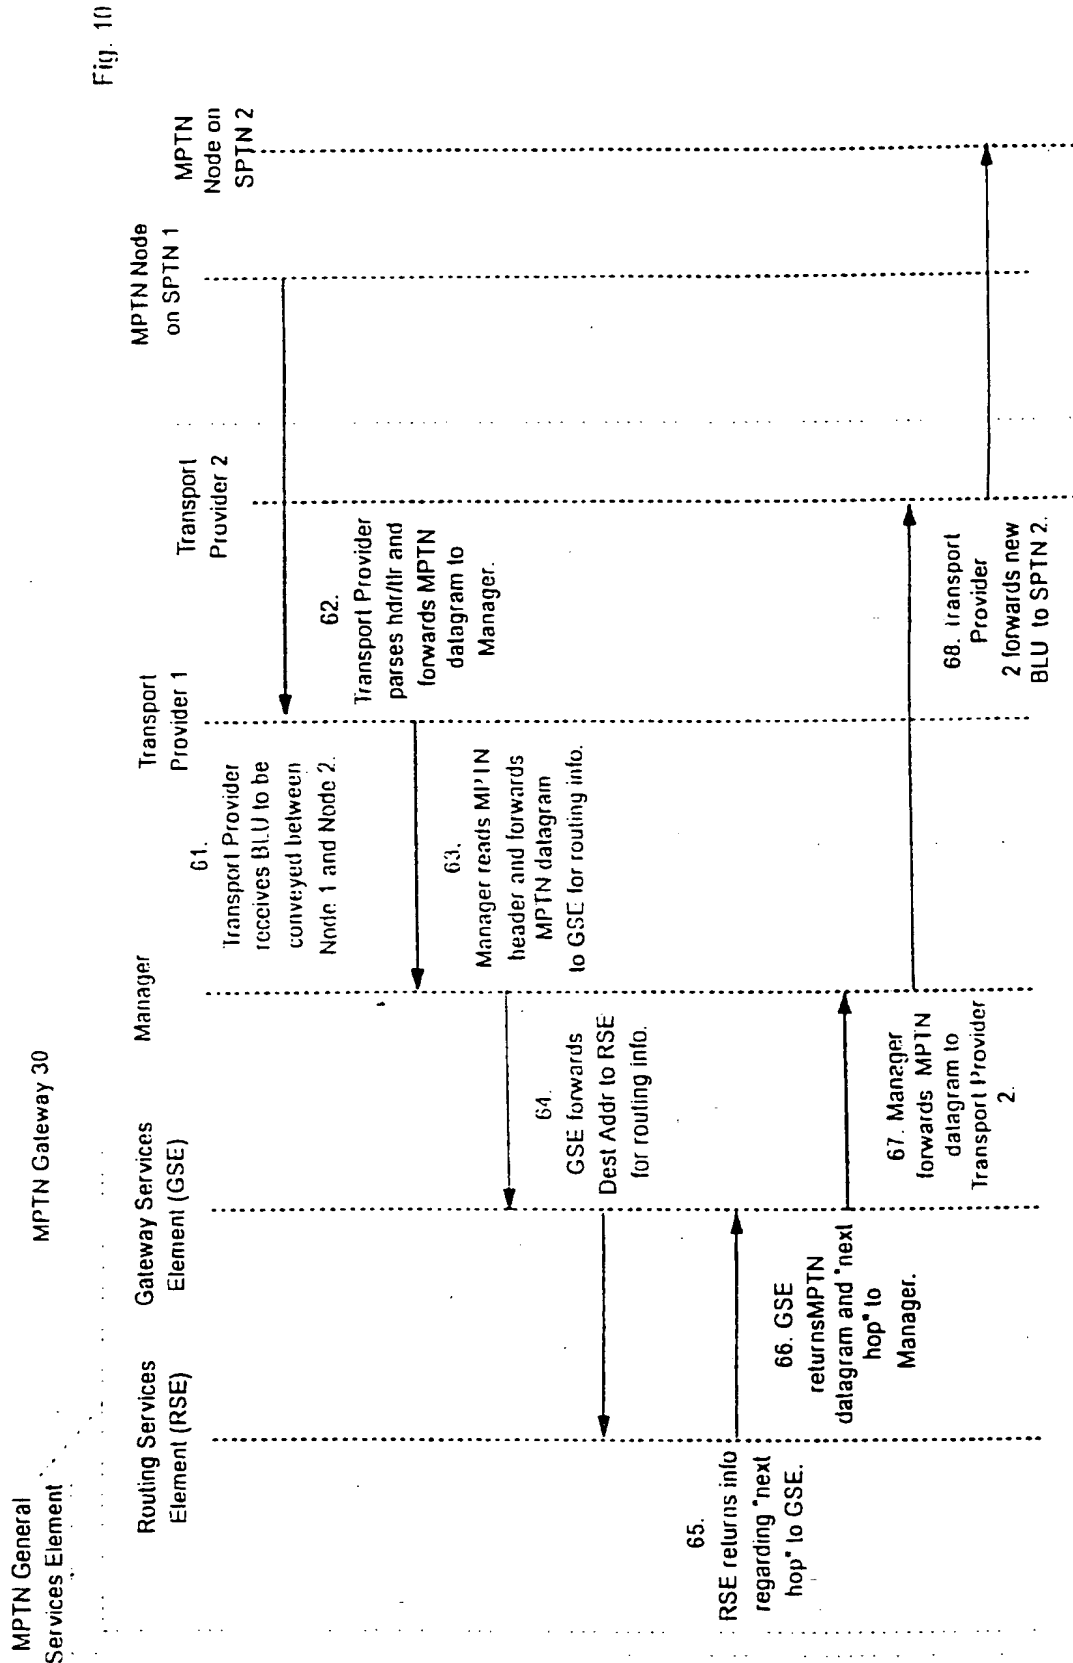 Fig. 10
MPTN Gateway 30
MPTN General
Services Element
Routing Services
Element (RSE)
Gateway Services
Element (GSE)
Manager
Transport
Provider 1
Transport
Provider 2
MPTN Node
on SPTN 1
MPTN
Node on
SPTN 2
61.
Transport Provider
receives BLU to be
conveyed between
Node 1 and Node 2.
62.
Transport Provider
parses hdr/tlr and
forwards MPTN
datagram to
Manager.
63.
Manager reads MPTN
header and forwards
MPTN datagram
to GSE for routing info.
64.
GSE forwards
Dest Addr to RSE
for routing info.
65.
RSE returns info
regarding "next
hop" to GSE.
66. GSE
returnsMPTN
datagram and "next
hop" to
Manager.
67. Manager
forwards MPTN
datagram to
Transport Provider
2.
68. Transport
Provider
2 forwards new
BLU to SPTN 2.